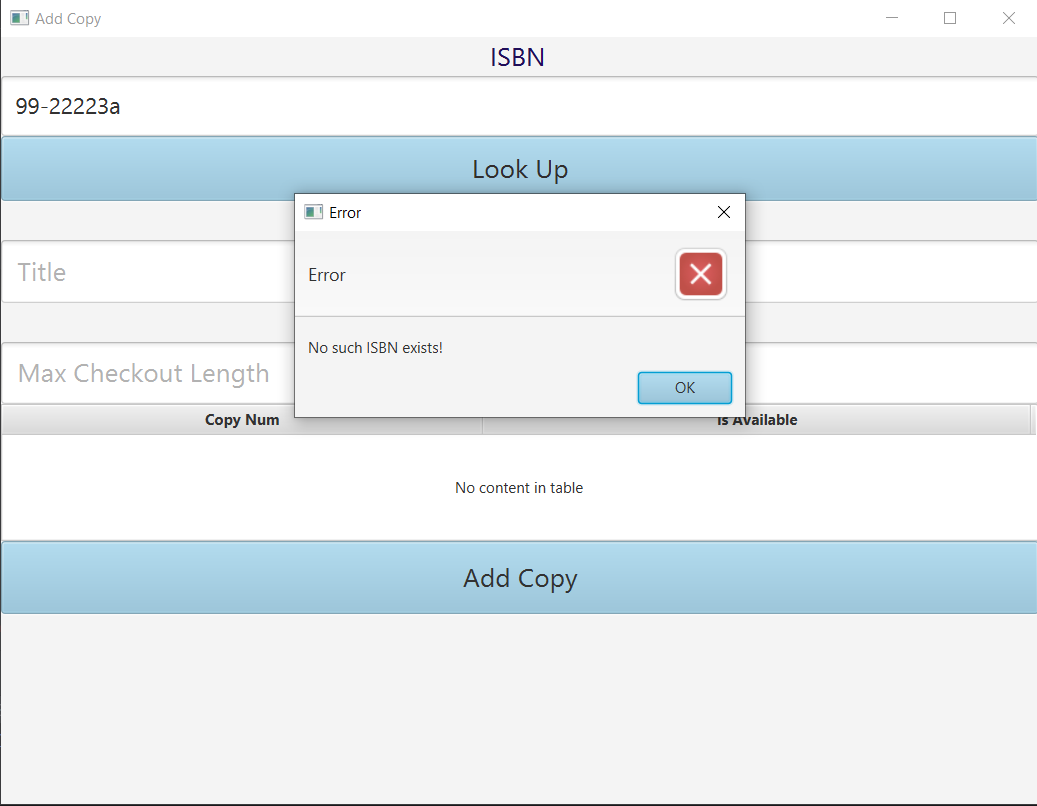 Add Copy
ISBN
99-22223a
Look Up
Error
Title
Error
No such ISBN exists!
Max Checkout Length
OK
Copy Num
Is Available
No content in table
Add Copy